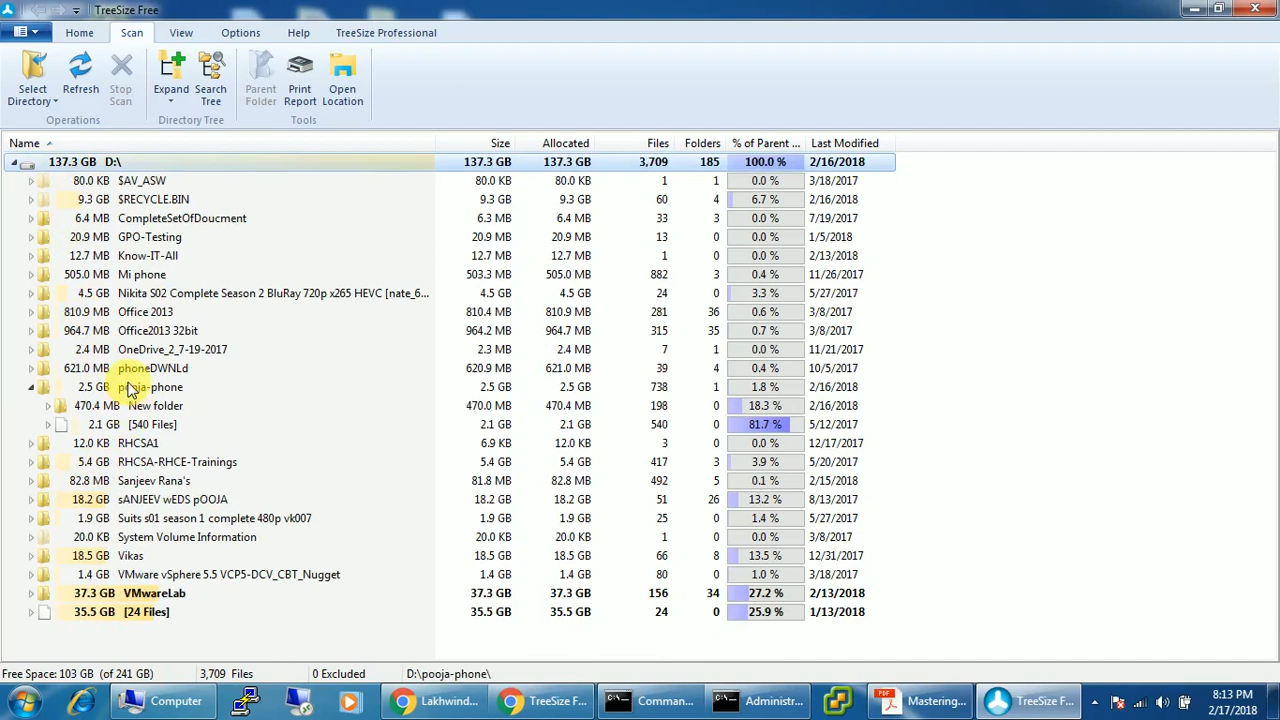 TreeSize Free
Home Scan View Options Help TreeSize Professional
Select Directory Refresh Stop Scan Expand Search Tree Parent Folder Print Report Open Location
Operations Directory Tree Tools
Name Size Allocated Files Folders % of Parent ... Last Modified
137.3 GB D:\ 137.3 GB 137.3 GB 3,709 185 100.0 % 2/16/2018
80.0 KB $AV_ASW 80.0 KB 80.0 KB 1 1 0.0 % 3/18/2017
9.3 GB $RECYCLE.BIN 9.3 GB 9.3 GB 60 4 6.7 % 2/16/2018
6.4 MB CompleteSetOfDoucment 6.3 MB 6.4 MB 33 3 0.0 % 7/19/2017
20.9 MB GPO-Testing 20.9 MB 20.9 MB 13 0 0.0 % 1/5/2018
12.7 MB Know-IT-All 12.7 MB 12.7 MB 1 0 0.0 % 2/13/2018
505.0 MB Mi phone 503.3 MB 505.0 MB 882 3 0.4 % 11/26/2017
4.5 GB Nikita S02 Complete Season 2 BluRay 720p x265 HEVC [nate_6... 4.5 GB 4.5 GB 24 0 3.3 % 5/27/2017
810.9 MB Office 2013 810.4 MB 810.9 MB 281 36 0.6 % 3/8/2017
964.7 MB Office2013 32bit 964.2 MB 964.7 MB 315 35 0.7 % 3/8/2017
2.4 MB OneDrive_2_7-19-2017 2.3 MB 2.4 MB 7 1 0.0 % 11/21/2017
621.0 MB phoneDWNLd 620.9 MB 621.0 MB 39 4 0.4 % 10/5/2017
2.5 GB pooja-phone 2.5 GB 2.5 GB 738 1 1.8 % 2/16/2018
470.4 MB New folder 470.0 MB 470.4 MB 198 0 18.3 % 2/16/2018
2.1 GB [540 Files] 2.1 GB 2.1 GB 540 0 81.7 % 5/12/2017
12.0 KB RHCSA1 6.9 KB 12.0 KB 3 0 0.0 % 12/17/2017
5.4 GB RHCSA-RHCE-Trainings 5.4 GB 5.4 GB 417 3 3.9 % 5/20/2017
82.8 MB Sanjeev Rana's 81.8 MB 82.8 MB 492 5 0.1 % 2/15/2018
18.2 GB sANJEEV wEDS pOOJA 18.2 GB 18.2 GB 51 26 13.2 % 8/13/2017
1.9 GB Suits s01 season 1 complete 480p vk007 1.9 GB 1.9 GB 25 0 1.4 % 5/27/2017
20.0 KB System Volume Information 20.0 KB 20.0 KB 1 0 0.0 % 3/8/2017
18.5 GB Vikas 18.5 GB 18.5 GB 66 8 13.5 % 12/31/2017
1.4 GB VMware vSphere 5.5 VCP5-DCV_CBT_Nugget 1.4 GB 1.4 GB 80 0 1.0 % 3/18/2017
37.3 GB VMwareLab 37.3 GB 37.3 GB 156 34 27.2 % 2/13/2018
35.5 GB [24 Files] 35.5 GB 35.5 GB 24 0 25.9 % 1/13/2018
Free Space: 103 GB (of 241 GB) 3,709 Files 0 Excluded D:\pooja-phone\
Computer Lakhwind... TreeSize F... Comman... Administr... Mastering... TreeSize F... 8:13 PM
2/17/2018